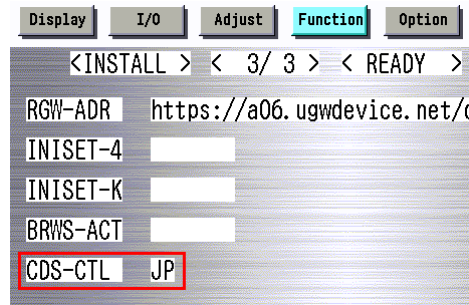 Display I/O Adjust Function Option
<INSTALL > < 3/ 3 > < READY >
RGW-ADR https://a06.ugwdevice.net/
INISET-4
INISET-K
BRWS-ACT
CDS-CTL JP